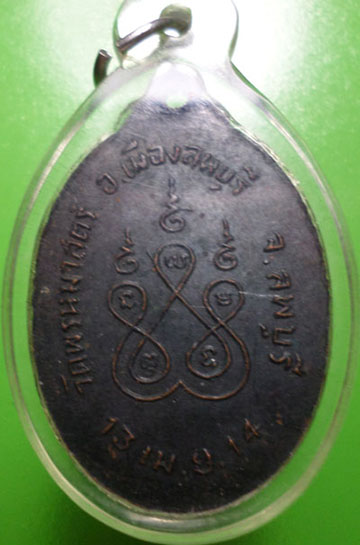 วัดพรหมมาสตร์
อ.เมืองลพบุรี
จ.ลพบุรี
13 เม.ย.14